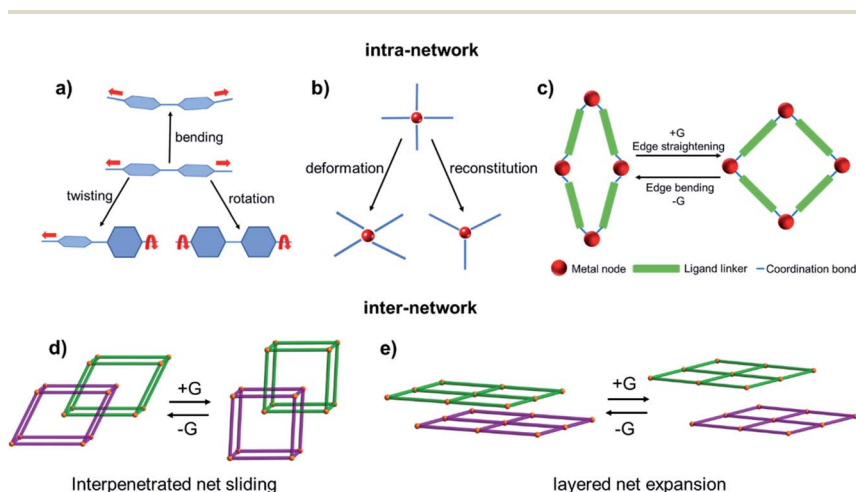 intra-network
a)
bending
twisting
rotation
b)
deformation
reconstitution
c)
+G
Edge straightening
Edge bending
-G
Metal node
Ligand linker
Coordination bond
inter-network
d)
+G
-G
Interpenetrated net sliding
e)
+G
-G
layered net expansion